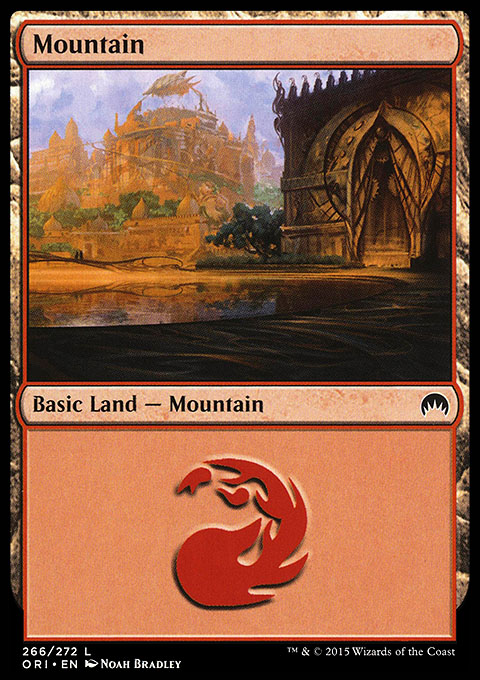 Mountain
Basic Land — Mountain
266/272 L
ORI • EN Noah Bradley
™ & © 2015 Wizards of the Coast